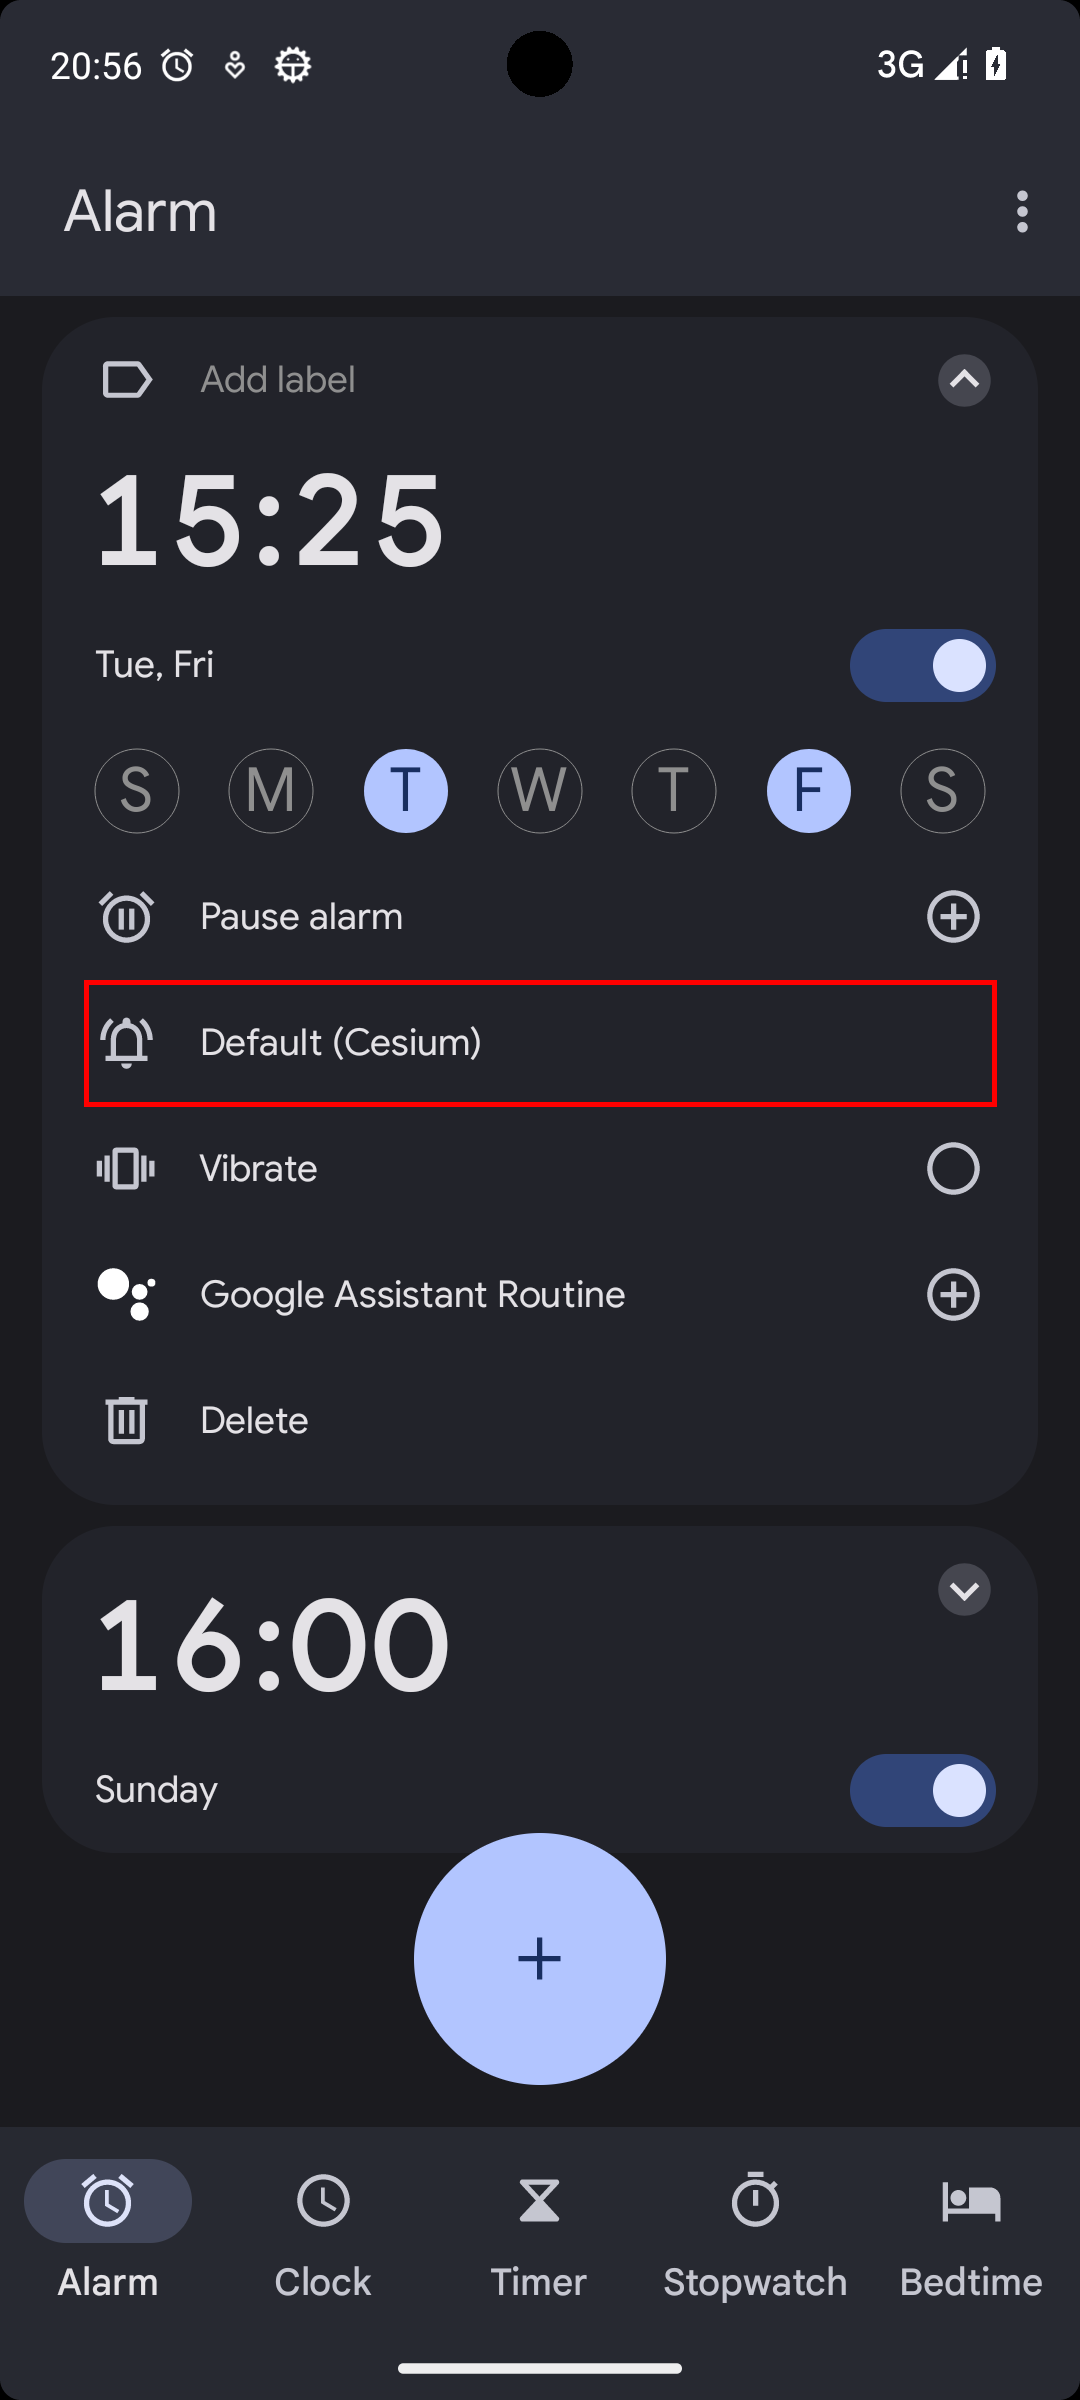 20:56 3G
Alarm
Add label
15:25
Tue, Fri
S M T W T F S
Pause alarm
Default (Cesium)
Vibrate
Google Assistant Routine
Delete
16:00
Sunday
+
Alarm Clock Timer Stopwatch Bedtime